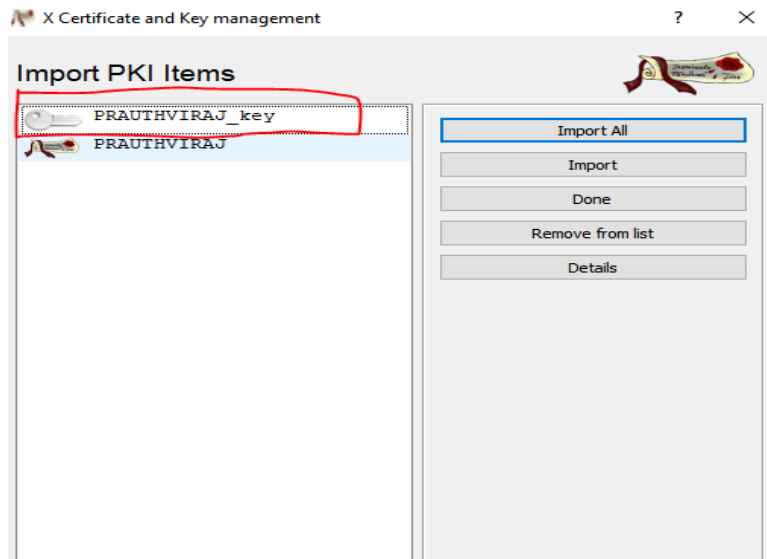 X Certificate and Key management
?
Import PKI Items
PRAUTHVIRAJ_key
PRAUTHVIRAJ
Import All
Import
Done
Remove from list
Details